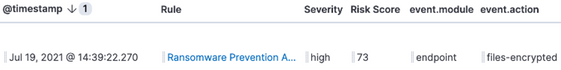 @timestamp ↓ 1 Rule Severity Risk Score event.module event.action
Jul 19, 2021 @ 14:39:22.270 Ransomware Prevention A... high 73 endpoint files-encrypted